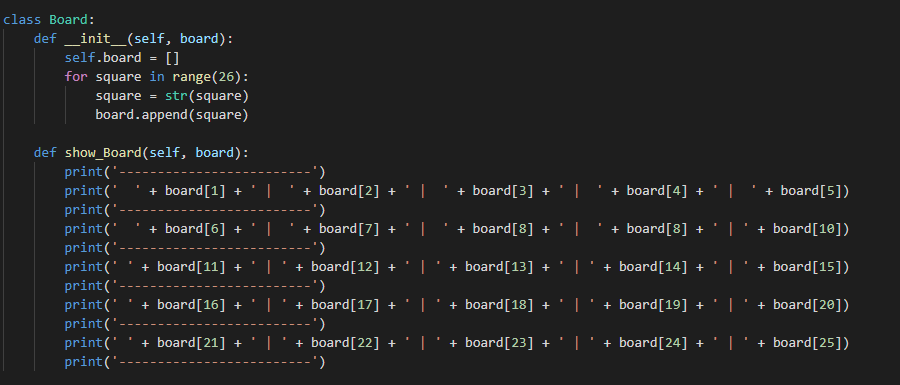 class Board:
    def __init__(self, board):
        self.board = []
        for square in range(26):
            square = str(square)
            board.append(square)

    def show_Board(self, board):
        print('-------------------------')
        print('  ' + board[1] + ' |  ' + board[2] + ' |  ' + board[3] + ' |  ' + board[4] + ' |  ' + board[5])
        print('-------------------------')
        print('  ' + board[6] + ' |  ' + board[7] + ' |  ' + board[8] + ' |  ' + board[8] + ' | ' + board[10])
        print('-------------------------')
        print(' ' + board[11] + ' | ' + board[12] + ' | ' + board[13] + ' | ' + board[14] + ' | ' + board[15])
        print('-------------------------')
        print(' ' + board[16] + ' | ' + board[17] + ' | ' + board[18] + ' | ' + board[19] + ' | ' + board[20])
        print('-------------------------')
        print(' ' + board[21] + ' | ' + board[22] + ' | ' + board[23] + ' | ' + board[24] + ' | ' + board[25])
        print('-------------------------')